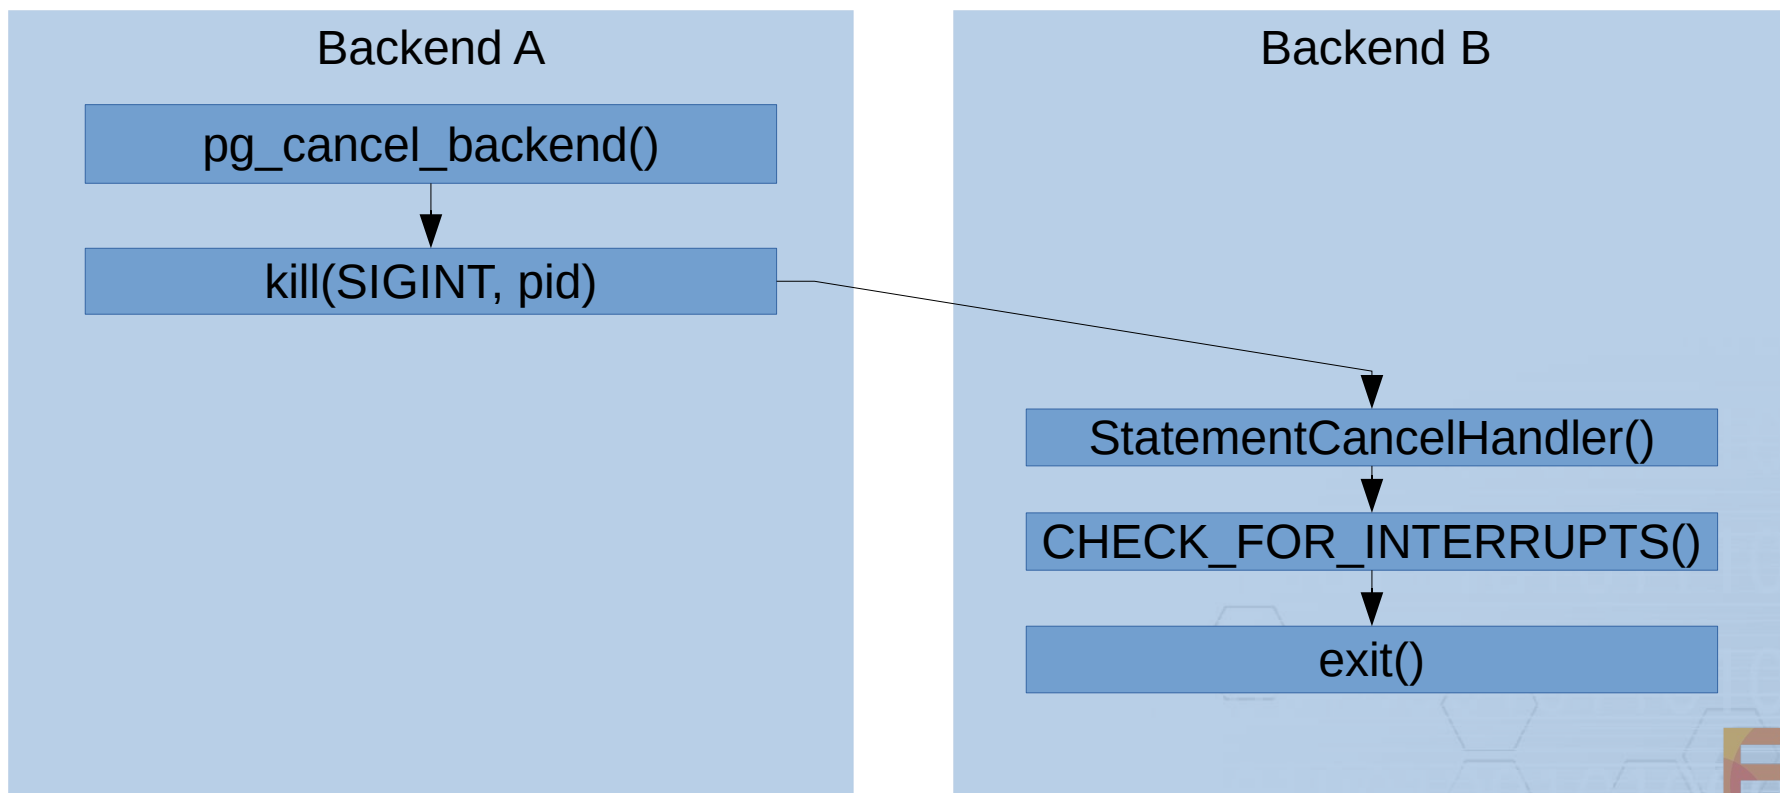 Backend A
pg_cancel_backend()
kill(SIGINT, pid)
Backend B
StatementCancelHandler()
CHECK_FOR_INTERRUPTS()
exit()